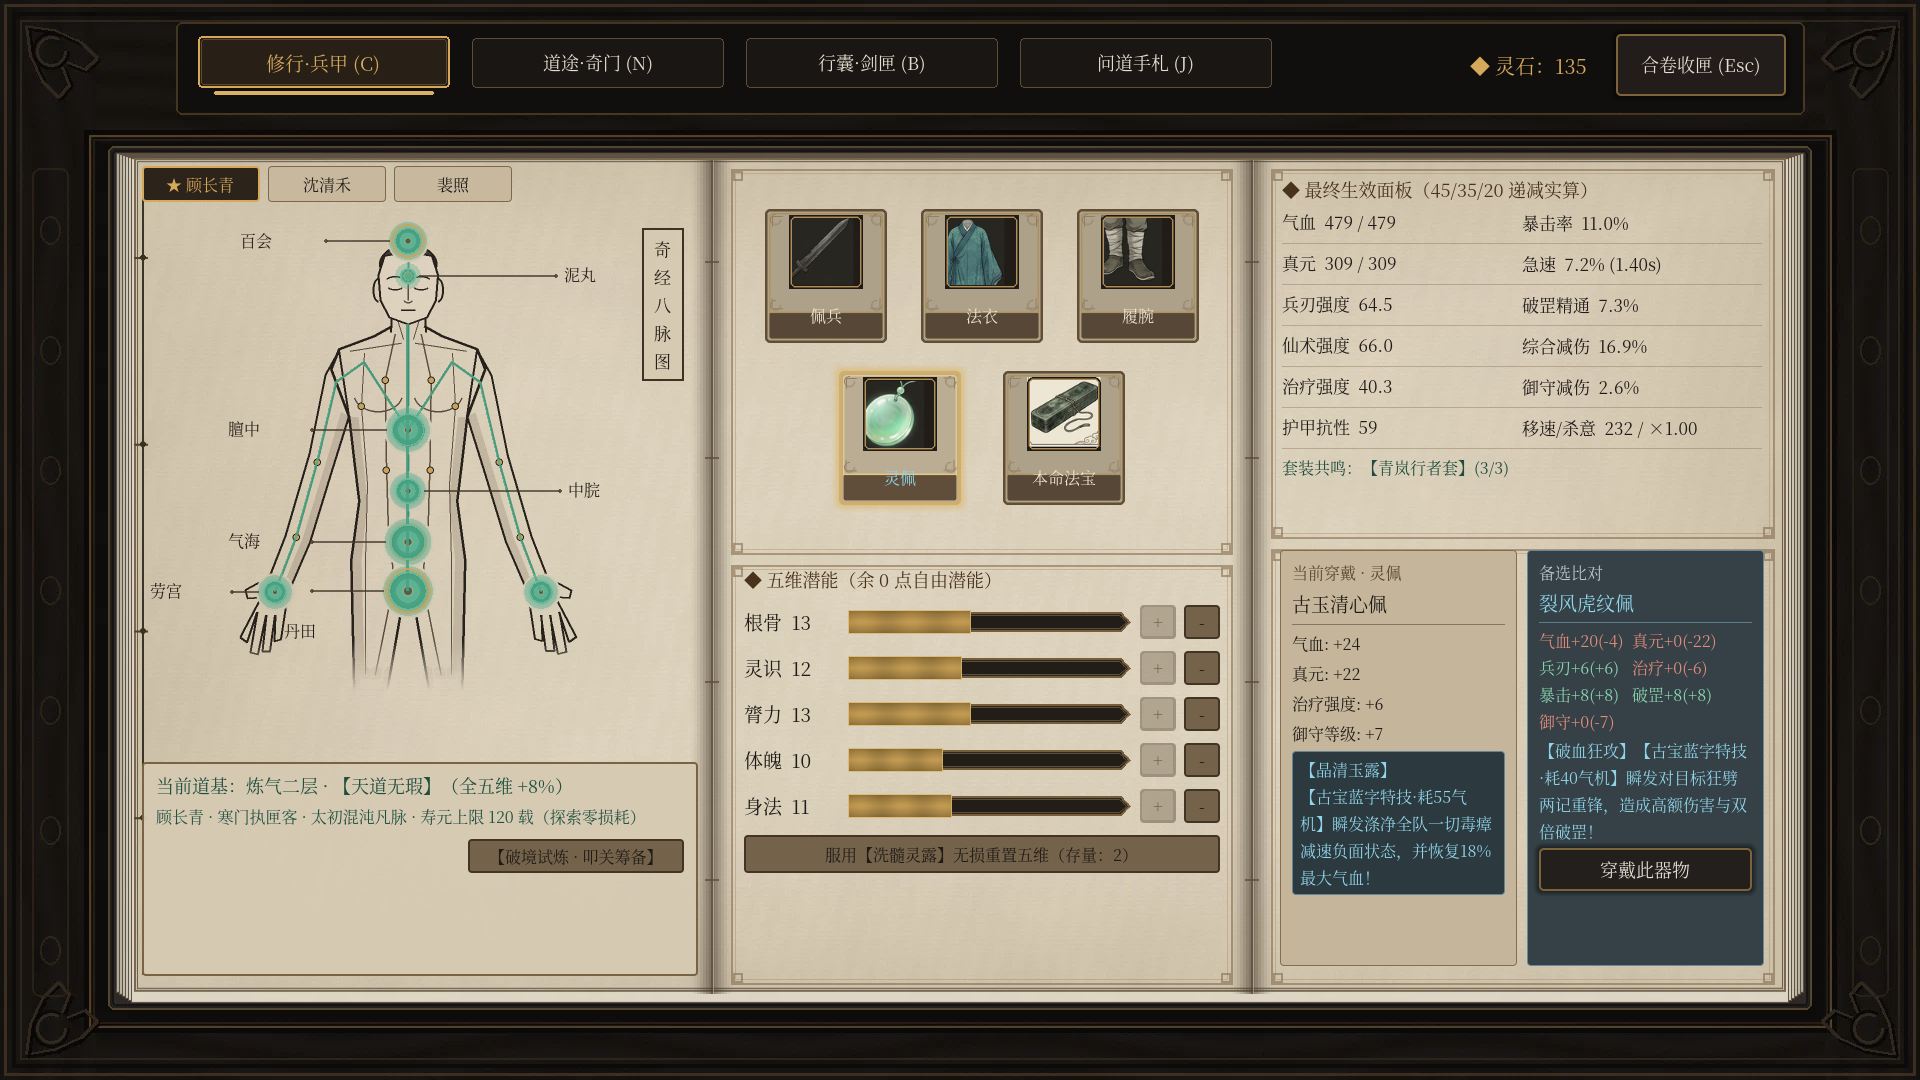 修行·兵甲 (C)
道途·奇门 (N)
行囊·剑匣 (B)
问道手札 (J)
◆ 灵石：135
合卷收匣 (Esc)
★ 顾长青
沈清禾
裴照
百会
泥丸
膻中
中脘
气海
劳宫
丹田
奇
经
八
脉
图
当前道基：炼气二层 · 【天道无瑕】（全五维 +8%）
顾长青 · 寒门执匣客 · 太初混沌凡脉 · 寿元上限 120 载（探索零损耗）
【破境试炼 · 叩关筹备】
佩兵
法衣
履腕
灵佩
本命法宝
◆ 五维潜能（余 0 点自由潜能）
根骨 13
+
-
灵识 12
+
-
膂力 13
+
-
体魄 10
+
-
身法 11
+
-
服用【洗髓灵露】无损重置五维（存量：2）
◆ 最终生效面板（45/35/20 递减实算）
气血 479 / 479
暴击率 11.0%
真元 309 / 309
急速 7.2% (1.40s)
兵刃强度 64.5
破罡精通 7.3%
仙术强度 66.0
综合减伤 16.9%
治疗强度 40.3
御守减伤 2.6%
护甲抗性 59
移速/杀意 232 / ×1.00
套装共鸣：【青岚行者套】(3/3)
当前穿戴 · 灵佩
古玉清心佩
气血: +24
真元: +22
治疗强度: +6
御守等级: +7
【晶清玉露】
【古宝蓝字特技·耗55气
机】瞬发涤净全队一切毒瘴
减速负面状态，并恢复18%
最大气血！
备选比对
裂风虎纹佩
气血+20(-4) 真元+0(-22)
兵刃+6(+6) 治疗+0(-6)
暴击+8(+8) 破罡+8(+8)
御守+0(-7)
【破血狂攻】【古宝蓝字特技
·耗40气机】瞬发对目标狂劈
两记重锋，造成高额伤害与双
倍破罡！
穿戴此器物